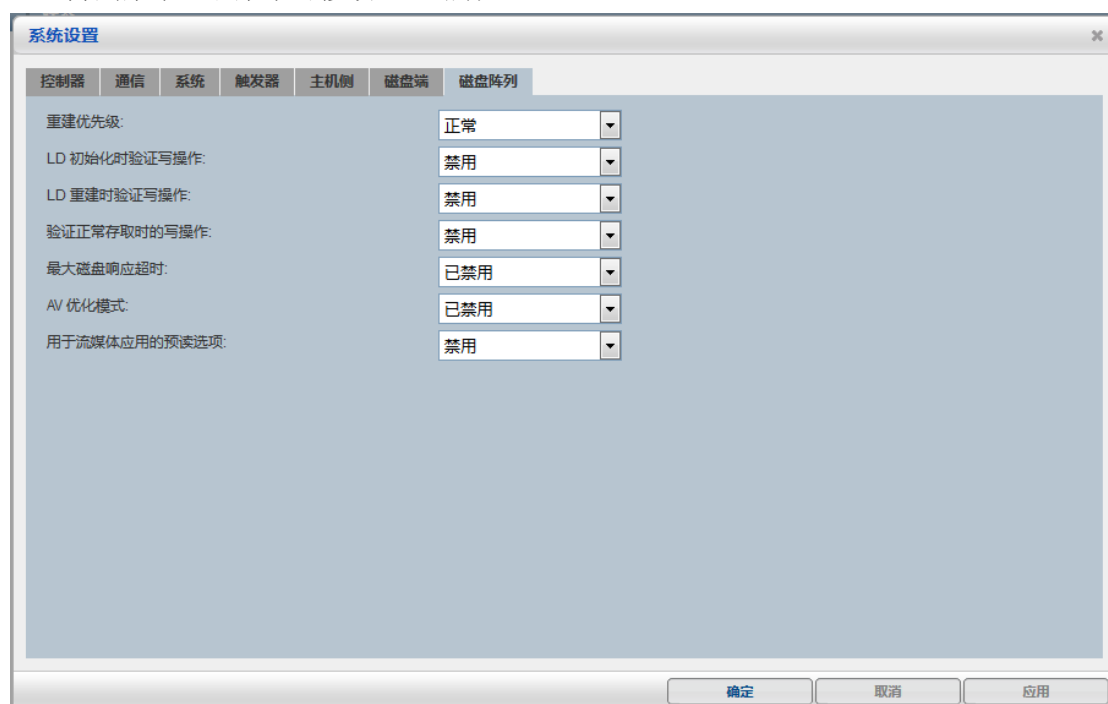 系统设置
控制器 通信 系统 触发器 主机侧 磁盘端 磁盘阵列
重建优先级: 正常
LD 初始化时验证写操作: 禁用
LD 重建时验证写操作: 禁用
验证正常存取时的写操作: 禁用
最大磁盘响应超时: 已禁用
AV 优化模式: 已禁用
用于流媒体应用的预读选项: 禁用
确定 取消 应用